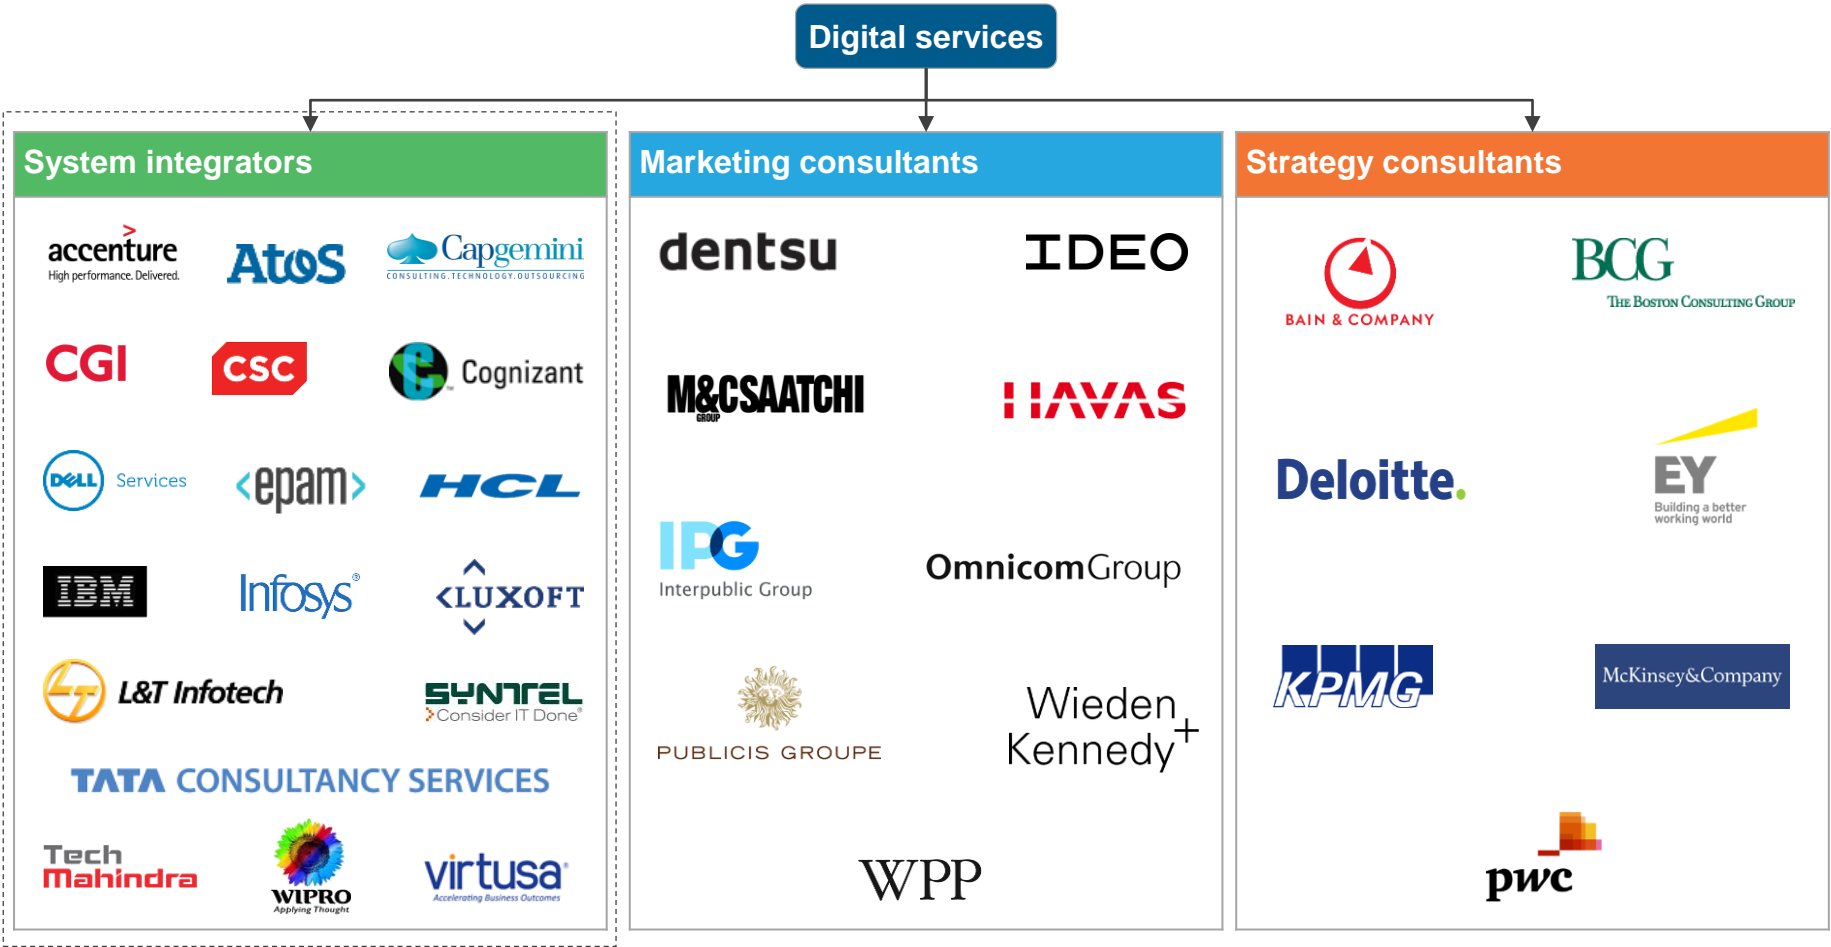 Digital services
System integrators
accenture
High performance. Delivered.
Atos
Capgemini
CONSULTING.TECHNOLOGY.OUTSOURCING
CGI
CSC
Cognizant
DELL Services
<epam>
HCL
IBM
Infosys®
LUXOFT
LT L&T Infotech
SYNTEL
Consider IT Done®
TATA CONSULTANCY SERVICES
Tech
Mahindra
WIPRO
Applying Thought
virtusa®
Accelerating Business Outcomes
Marketing consultants
dentsu
IDEO
M&CSAATCHI
GROUP
HAVAS
IPG
Interpublic Group
OmnicomGroup
PUBLICIS GROUPE
Wieden
Kennedy+
WPP
Strategy consultants
BAIN & COMPANY
BCG
THE BOSTON CONSULTING GROUP
Deloitte.
EY
Building a better
working world
KPMG
McKinsey&Company
pwc